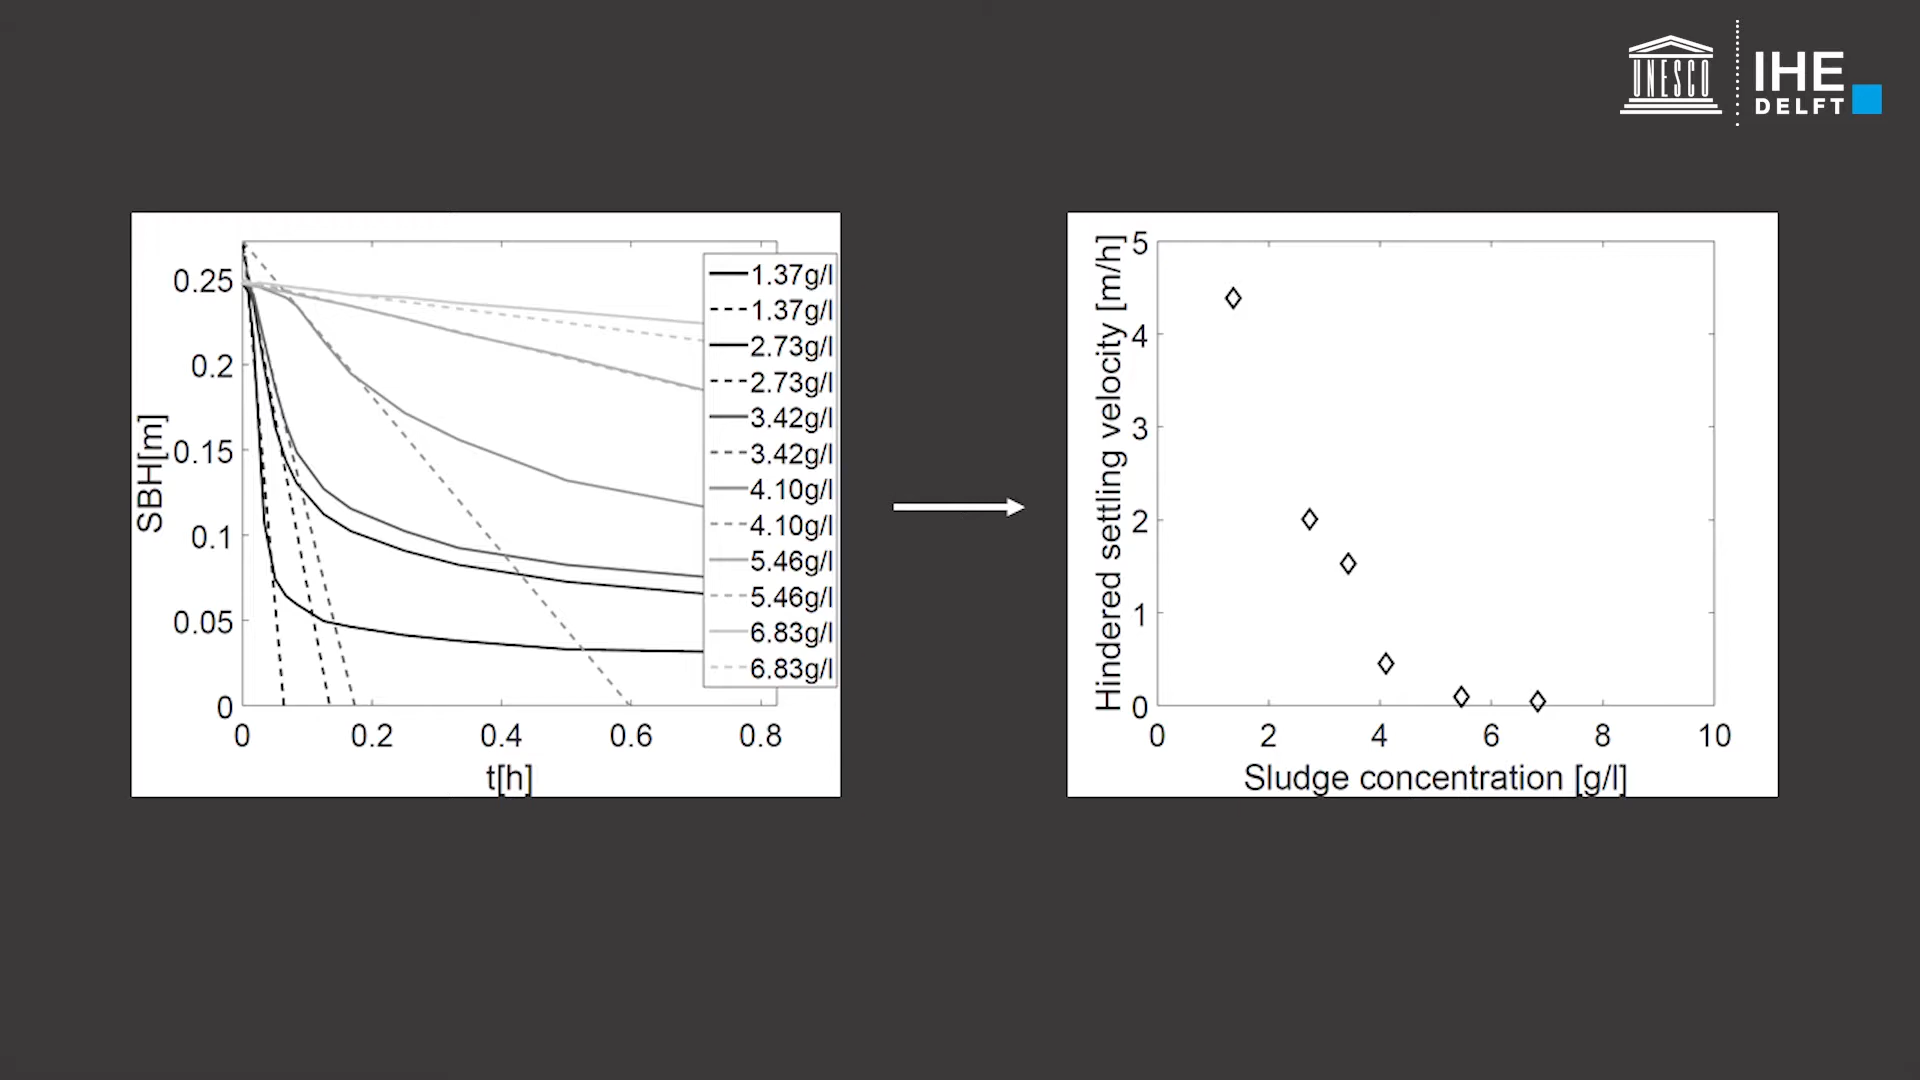 UNESCO
IHE
DELFT
0.25
0.2
0.15
0.1
0.05
0
SBH[m]
0 0.2 0.4 0.6 0.8
t[h]
1.37g/l
1.37g/l
2.73g/l
2.73g/l
3.42g/l
3.42g/l
4.10g/l
4.10g/l
5.46g/l
5.46g/l
6.83g/l
6.83g/l
Hindered settling velocity [m/h]
5
4
3
2
1
0
0 2 4 6 8 10
Sludge concentration [g/l]